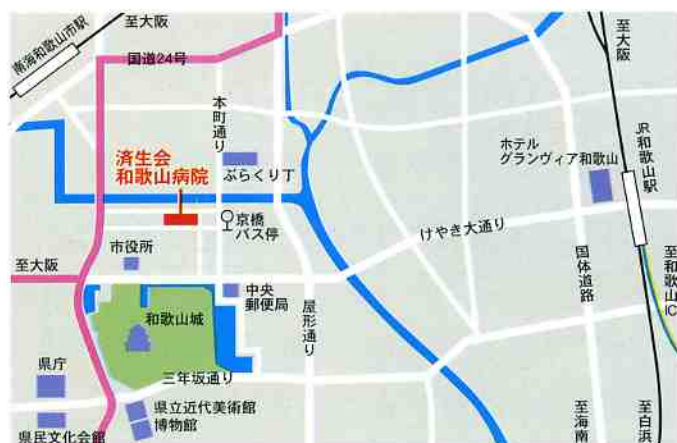 南海和歌山市駅
至大阪
国道24号
本町通り
済生会
和歌山病院
ぶらくり丁
京橋
バス停
市役所
至大阪
中央
郵便局
和歌山城
屋形通り
三年坂通り
県庁
県民文化会館
県立近代美術館
博物館
けやき大通り
ホテル
グランヴィア和歌山
至大阪
JR和歌山駅
国体道路
至和歌山IC
至海南
至白浜